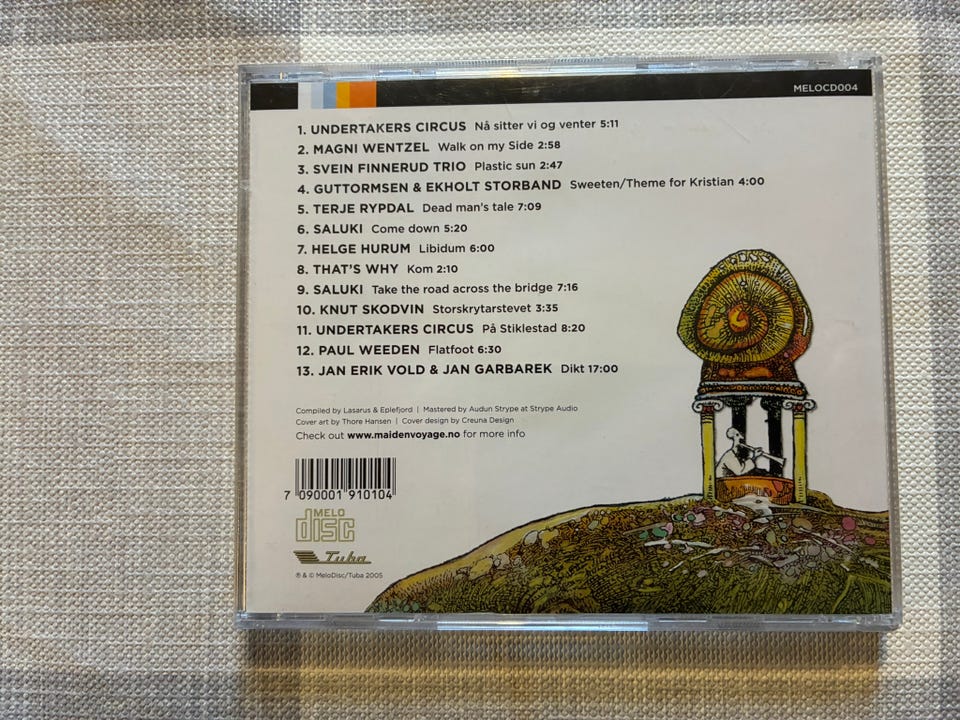 MELOCD004
1. UNDERTAKERS CIRCUS Nå sitter vi og venter 5:11
2. MAGNI WENTZEL Walk on my Side 2:58
3. SVEIN FINNERUD TRIO Plastic sun 2:47
4. GUTTORMSEN & EKHOLT STORBAND Sweeten/Theme for Kristian 4:00
5. TERJE RYPDAL Dead man's tale 7:09
6. SALUKI Come down 5:20
7. HELGE HURUM Libidum 6:00
8. THAT'S WHY Kom 2:10
9. SALUKI Take the road across the bridge 7:16
10. KNUT SKODVIN Storskrytarstevet 3:35
11. UNDERTAKERS CIRCUS På Stiklestad 8:20
12. PAUL WEEDEN Flatfoot 6:30
13. JAN ERIK VOLD & JAN GARBAREK Dikt 17:00
Compiled by Lasarus & Eplefjord | Mastered by Audun Strype at Strype Audio
Cover art by Thore Hansen | Cover design by Creuna Design
Check out www.maidenvoyage.no for more info
7 090001 910104
MELO
disc
Tuba
℗ & © MeloDisc/Tuba 2005